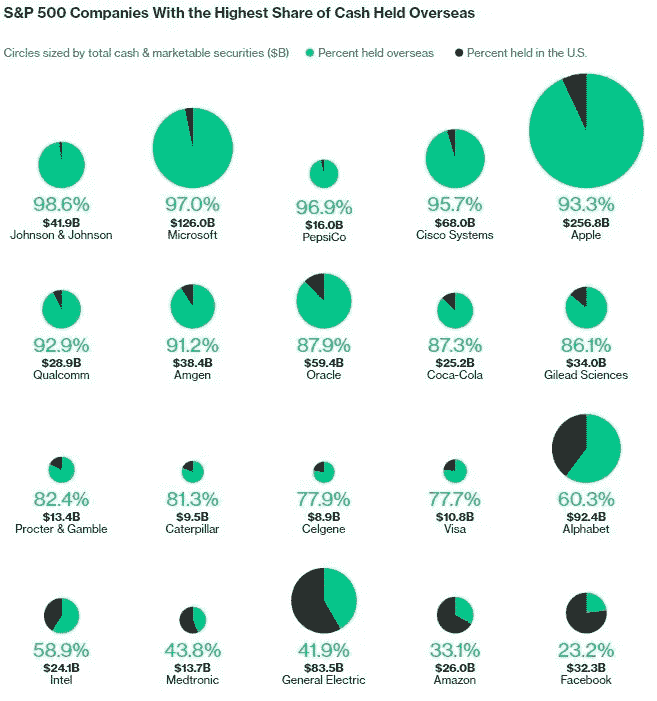 S&P 500 Companies With the Highest Share of Cash Held Overseas
Circles sized by total cash & marketable securities ($B) Percent held overseas Percent held in the U.S.
98.6% 97.0% 96.9% 95.7% 93.3%
$41.9B $126.0B $16.0B $68.0B $256.8B
Johnson & Johnson Microsoft PepsiCo Cisco Systems Apple
92.9% 91.2% 87.9% 87.3% 86.1%
$28.9B $38.4B $59.4B $25.2B $34.0B
Qualcomm Amgen Oracle Coca-Cola Gilead Sciences
82.4% 81.3% 77.9% 77.7% 60.3%
$13.4B $9.5B $8.9B $10.8B $92.4B
Procter & Gamble Caterpillar Celgene Visa Alphabet
58.9% 43.8% 41.9% 33.1% 23.2%
$24.1B $13.7B $83.5B $26.0B $32.3B
Intel Medtronic General Electric Amazon Facebook